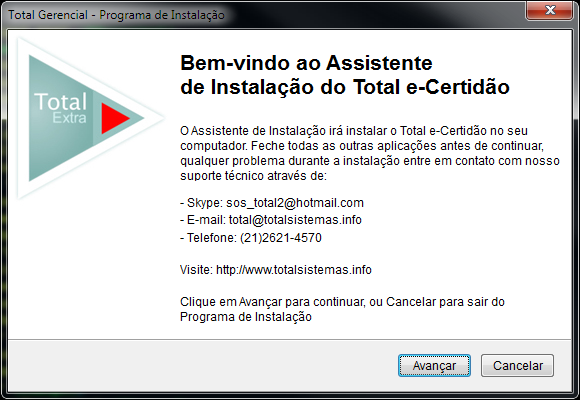 Total Gerencial - Programa de Instalação
Total
Extra
Bem-vindo ao Assistente
de Instalação do Total e-Certidão
O Assistente de Instalação irá instalar o Total e-Certidão no seu
computador. Feche todas as outras aplicações antes de continuar,
qualquer problema durante a instalação entre em contato com nosso
suporte técnico através de:
- Skype: sos_total2@hotmail.com
- E-mail: total@totalsistemas.info
- Telefone: (21)2621-4570
Visite: http://www.totalsistemas.info
Clique em Avançar para continuar, ou Cancelar para sair do
Programa de Instalação
Avançar
Cancelar